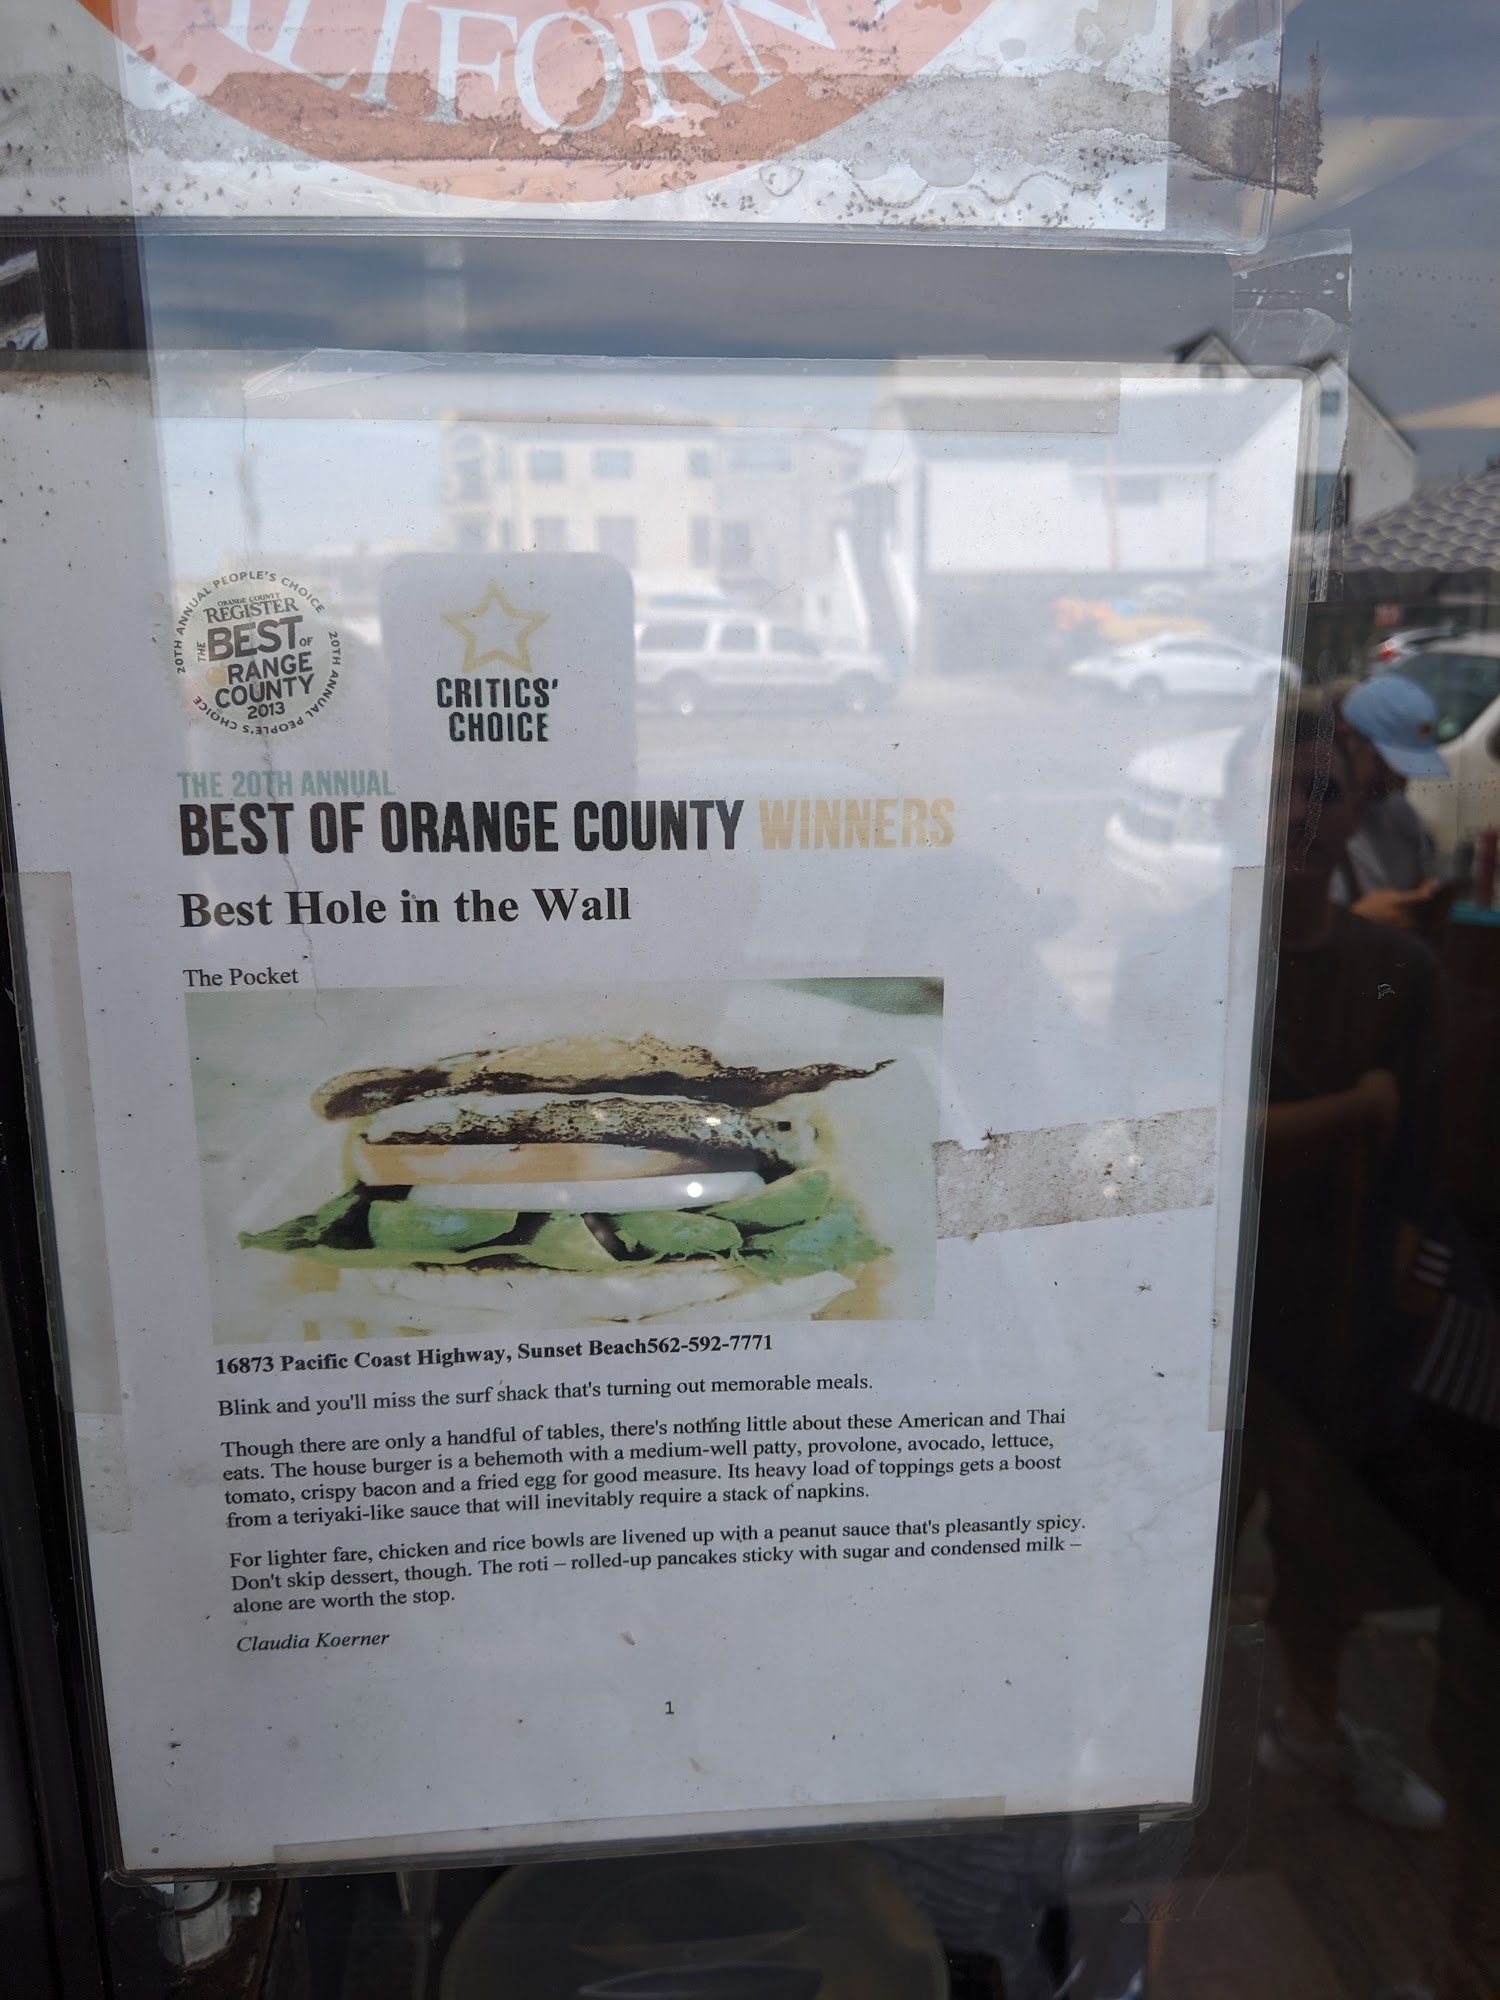 LIFORN
20TH ANNUAL PEOPLE'S CHOICE
20TH ANNUAL PEOPLE'S CHOICE
ORANGE COUNTY
REGISTER
THE
BEST OF
ORANGE
COUNTY
2013
CRITICS'
CHOICE
THE 20TH ANNUAL
BEST OF ORANGE COUNTY WINNERS
Best Hole in the Wall
The Pocket
16873 Pacific Coast Highway, Sunset Beach562-592-7771
Blink and you'll miss the surf shack that's turning out memorable meals.
Though there are only a handful of tables, there's nothing little about these American and Thai
eats. The house burger is a behemoth with a medium-well patty, provolone, avocado, lettuce,
tomato, crispy bacon and a fried egg for good measure. Its heavy load of toppings gets a boost
from a teriyaki-like sauce that will inevitably require a stack of napkins.
For lighter fare, chicken and rice bowls are livened up with a peanut sauce that's pleasantly spicy.
Don't skip dessert, though. The roti – rolled-up pancakes sticky with sugar and condensed milk –
alone are worth the stop.
Claudia Koerner
1